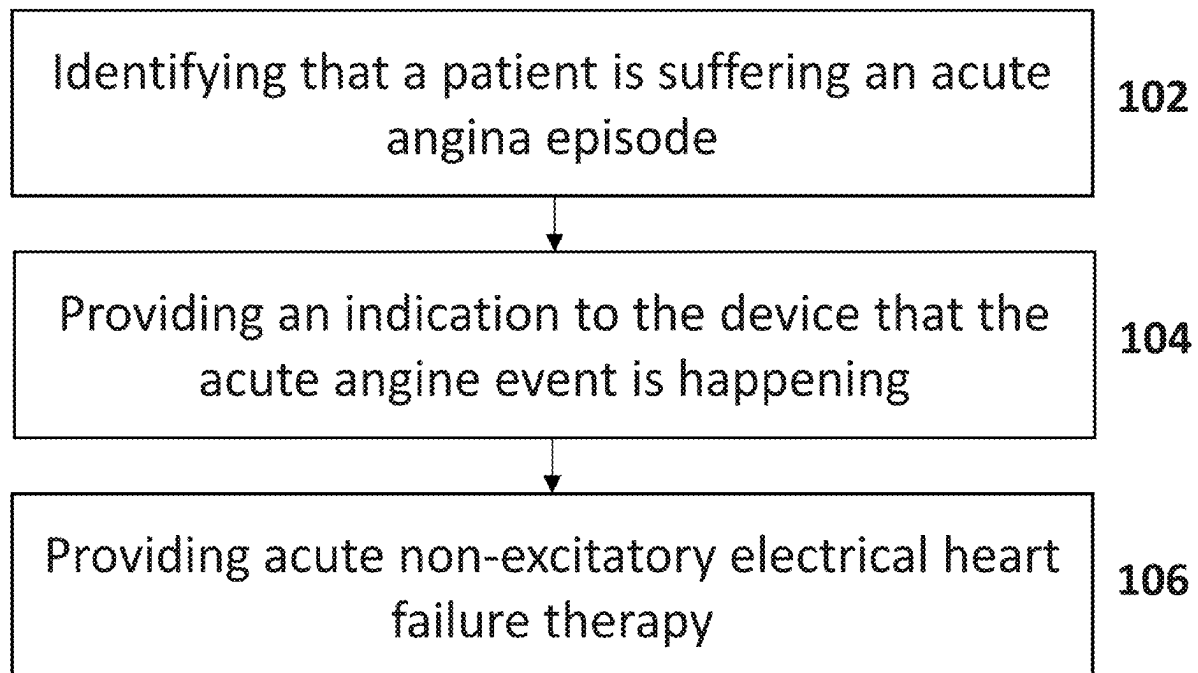 Identifying that a patient is suffering an acute
angina episode
102
Providing an indication to the device that the
acute angine event is happening
104
Providing acute non-excitatory electrical heart
failure therapy
106